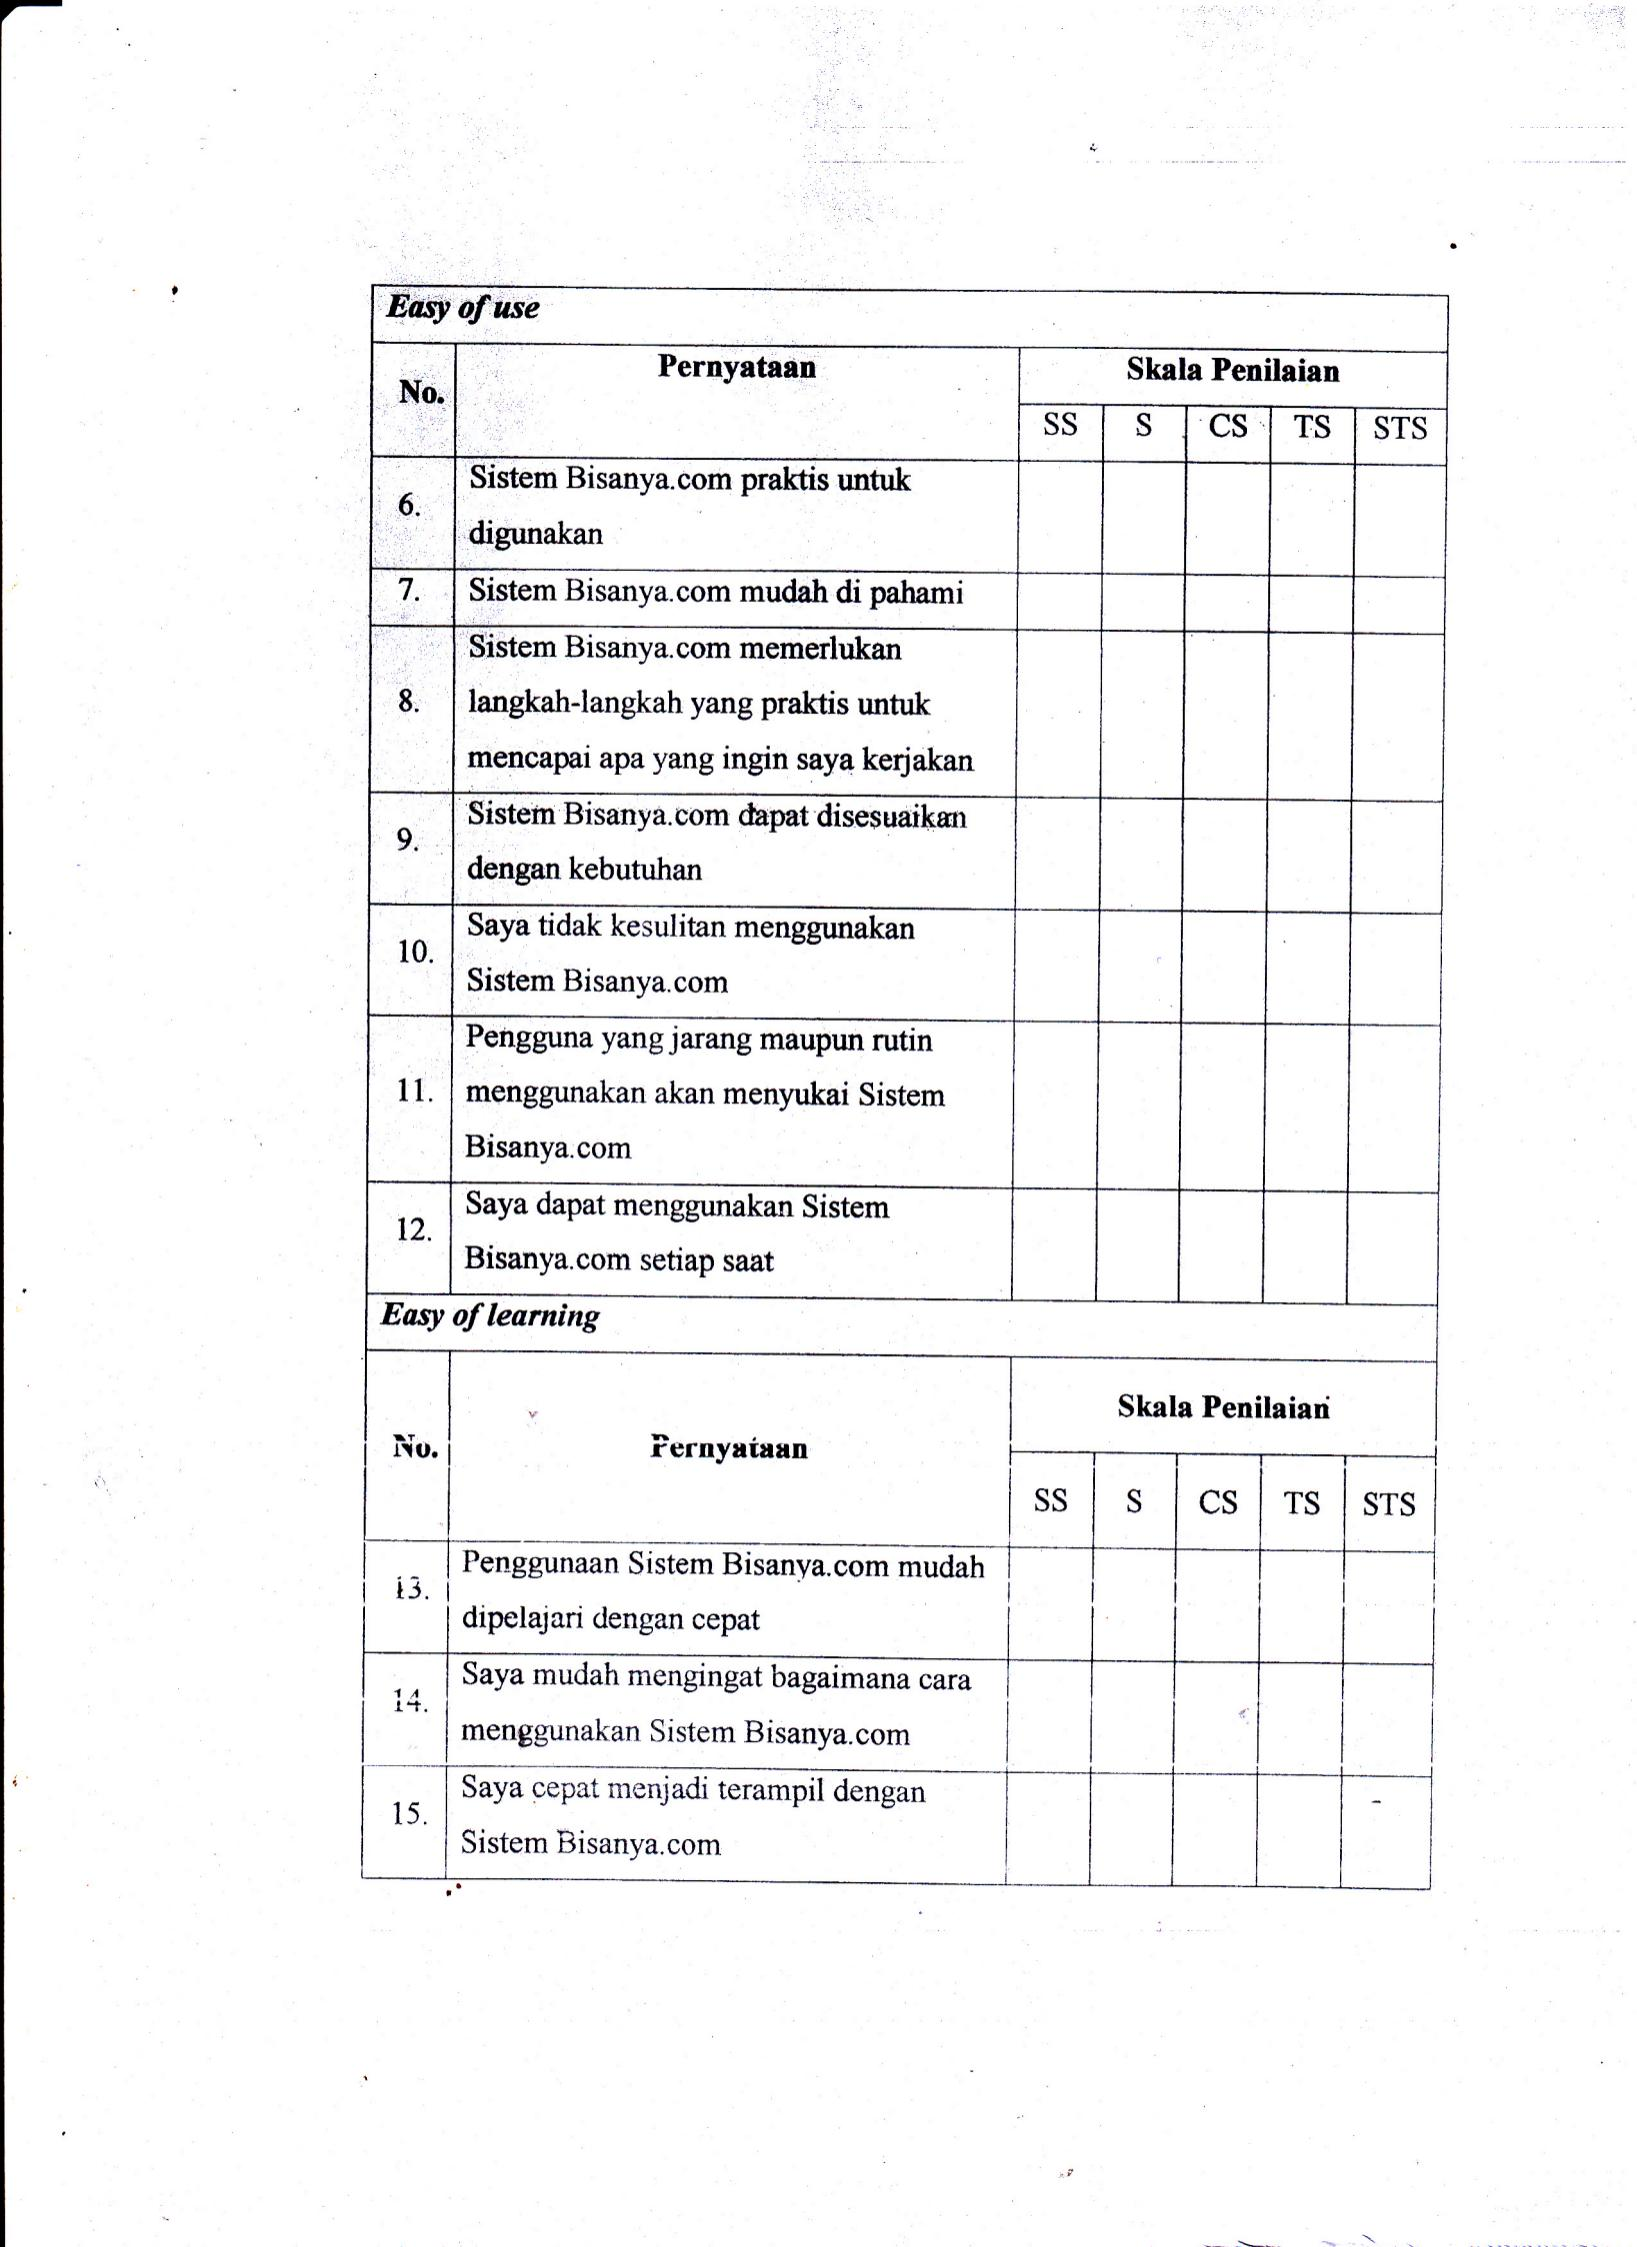 Easy of use
No. Pernyataan Skala Penilaian
SS S CS TS STS
6. Sistem Bisanya.com praktis untuk
digunakan
7. Sistem Bisanya.com mudah di pahami
8. Sistem Bisanya.com memerlukan
langkah-langkah yang praktis untuk
mencapai apa yang ingin saya kerjakan
9. Sistem Bisanya.com dapat disesuaikan
dengan kebutuhan
10. Saya tidak kesulitan menggunakan
Sistem Bisanya.com
11. Pengguna yang jarang maupun rutin
menggunakan akan menyukai Sistem
Bisanya.com
12. Saya dapat menggunakan Sistem
Bisanya.com setiap saat
Easy of learning
No. Pernyataan Skala Penilaian
SS S CS TS STS
13. Penggunaan Sistem Bisanya.com mudah
dipelajari dengan cepat
14. Saya mudah mengingat bagaimana cara
menggunakan Sistem Bisanya.com
15. Saya cepat menjadi terampil dengan
Sistem Bisanya.com